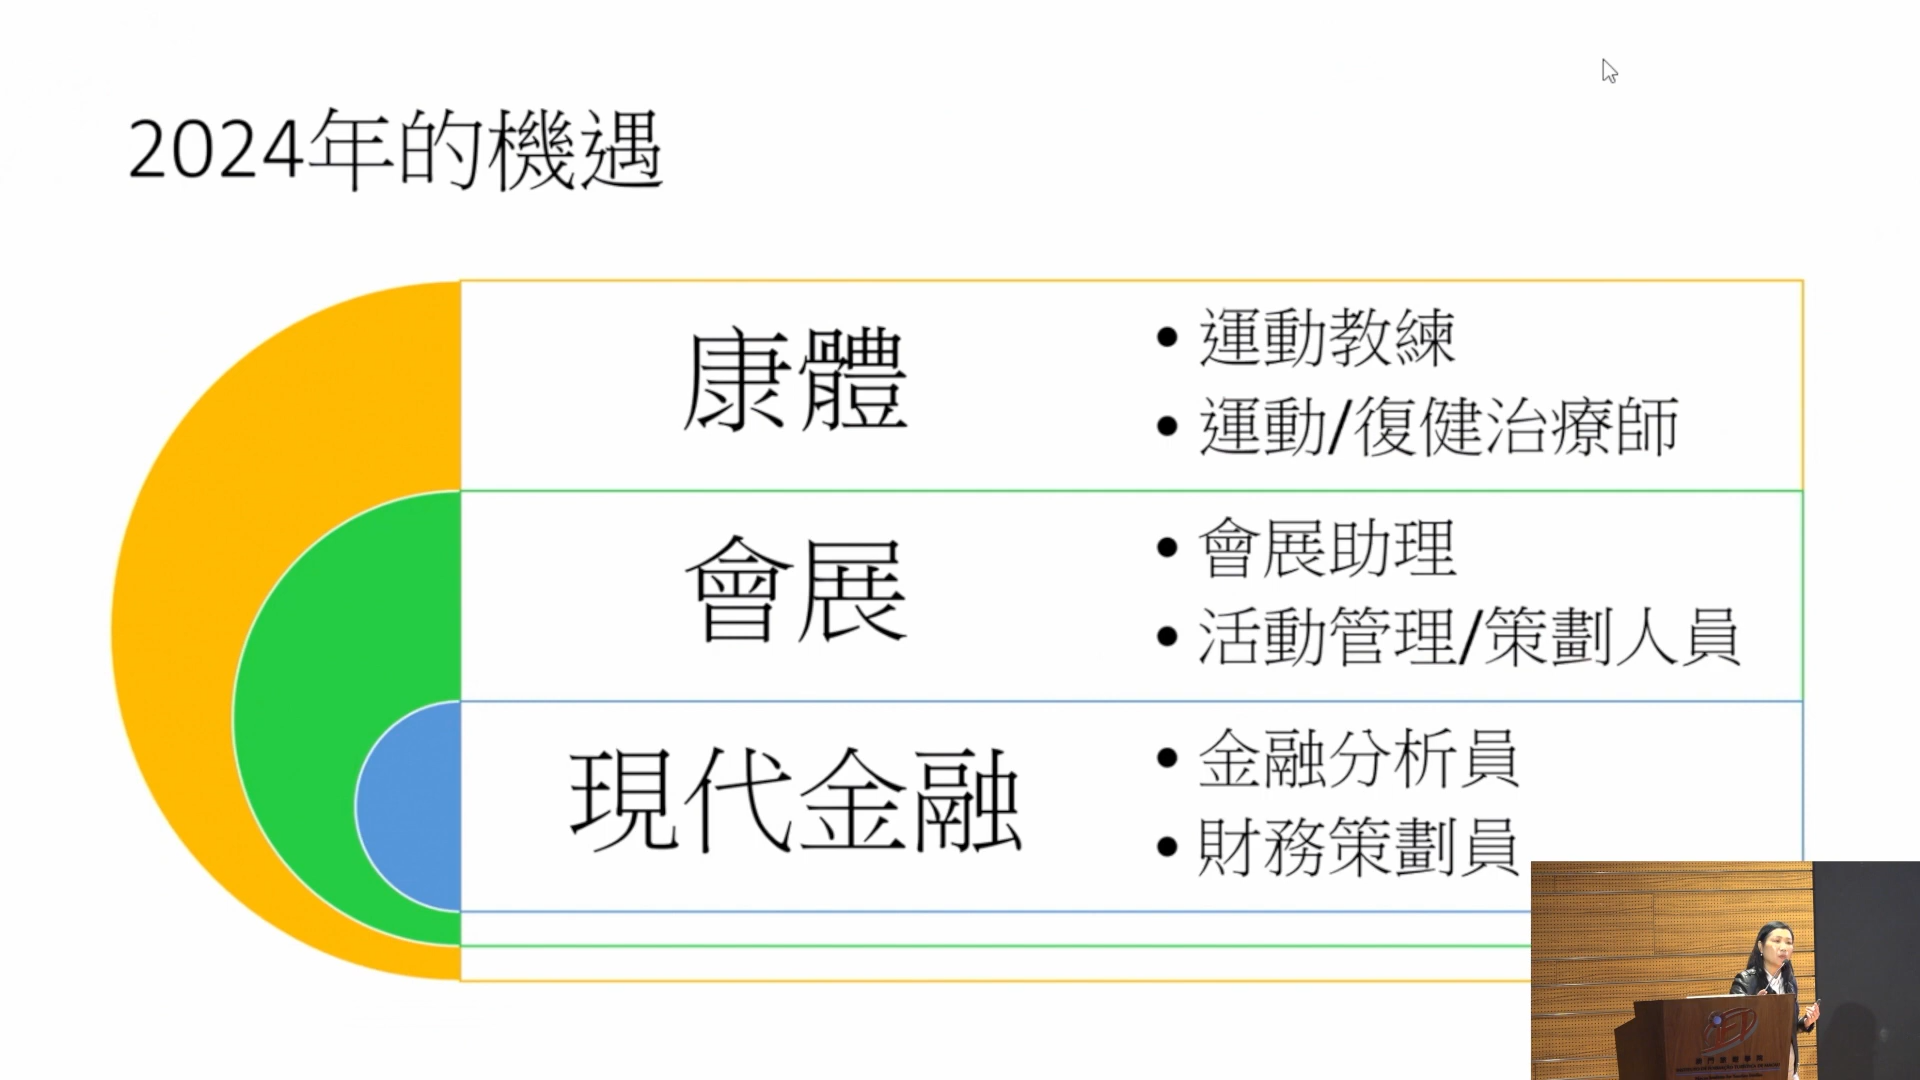 2024年的機遇
康體
• 運動教練
• 運動/復健治療師
會展
• 會展助理
• 活動管理/策劃人員
現代金融
• 金融分析員
• 財務策劃員